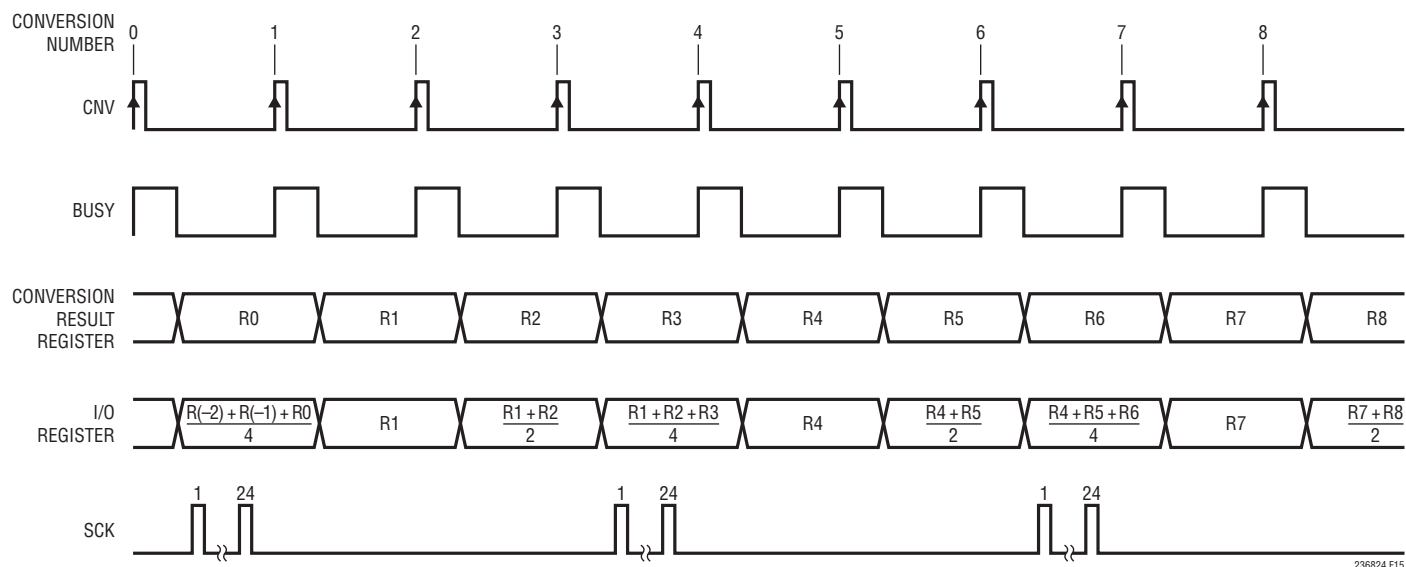 CONVERSION
NUMBER
0 1 2 3 4 5 6 7 8
CNV
BUSY
CONVERSION
RESULT
REGISTER
R0 R1 R2 R3 R4 R5 R6 R7 R8
I/O
REGISTER
R(–2) + R(–1) + R0
4
R1
R1 + R2
2
R1 + R2 + R3
4
R4
R4 + R5
2
R4 + R5 + R6
4
R7
R7 + R8
2
SCK
1 24 1 24 1 24
236824 F15